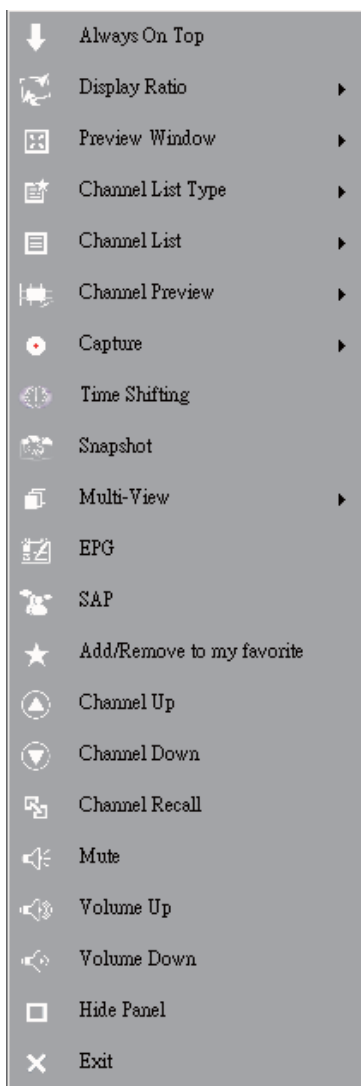 Always On Top
Display Ratio
Preview Window
Channel List Type
Channel List
Channel Preview
Capture
Time Shifting
Snapshot
Multi-View
EPG
SAP
Add/Remove to my favorite
Channel Up
Channel Down
Channel Recall
Mute
Volume Up
Volume Down
Hide Panel
Exit